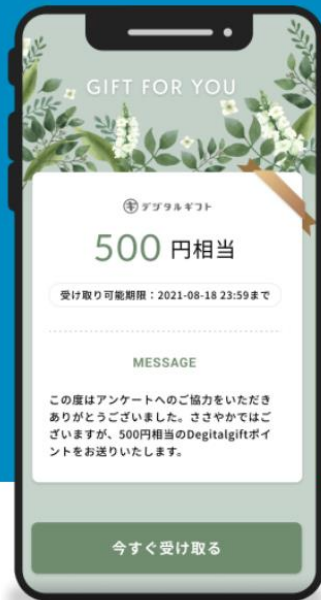 GIFT FOR YOU
デジタルギフト
500 円相当
受け取り可能期限：2021-08-18 23:59まで
MESSAGE
この度はアンケートへのご協力をいただき
ありがとうございました。ささやかではご
ざいますが、500円相当のDegitalgiftポイ
ントをお送りいたします。
今すぐ受け取る